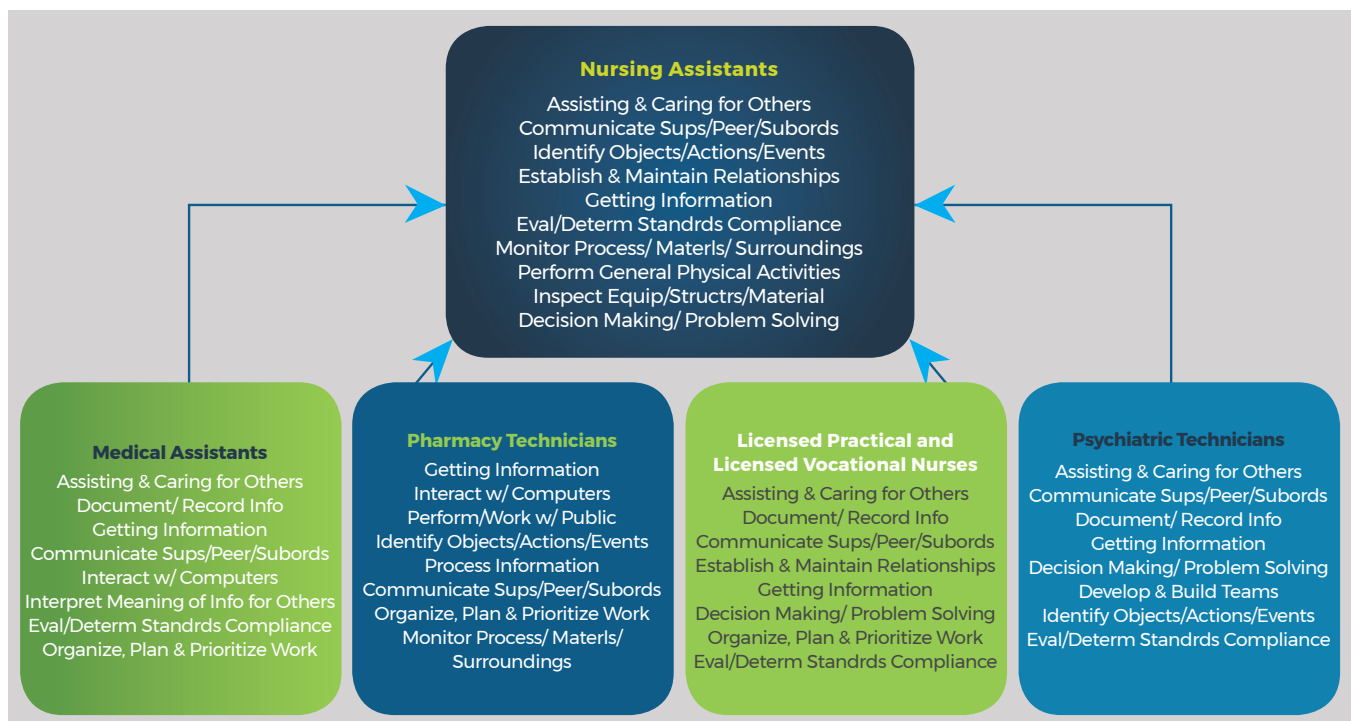 Nursing Assistants
Assisting & Caring for Others
Communicate Sups/Peer/Subords
Identify Objects/Actions/Events
Establish & Maintain Relationships
Getting Information
Eval/Determ Standrds Compliance
Monitor Process/ Materls/ Surroundings
Perform General Physical Activities
Inspect Equip/Structrs/Material
Decision Making/ Problem Solving
Medical Assistants
Assisting & Caring for Others
Document/ Record Info
Getting Information
Communicate Sups/Peer/Subords
Interact w/ Computers
Interpret Meaning of Info for Others
Eval/Determ Standrds Compliance
Organize, Plan & Prioritize Work
Pharmacy Technicians
Getting Information
Interact w/ Computers
Perform/Work w/ Public
Identify Objects/Actions/Events
Process Information
Communicate Sups/Peer/Subords
Organize, Plan & Prioritize Work
Monitor Process/ Materls/
Surroundings
Licensed Practical and
Licensed Vocational Nurses
Assisting & Caring for Others
Document/ Record Info
Communicate Sups/Peer/Subords
Establish & Maintain Relationships
Getting Information
Decision Making/ Problem Solving
Organize, Plan & Prioritize Work
Eval/Determ Standrds Compliance
Psychiatric Technicians
Assisting & Caring for Others
Communicate Sups/Peer/Subords
Document/ Record Info
Getting Information
Decision Making/ Problem Solving
Develop & Build Teams
Identify Objects/Actions/Events
Eval/Determ Standrds Compliance